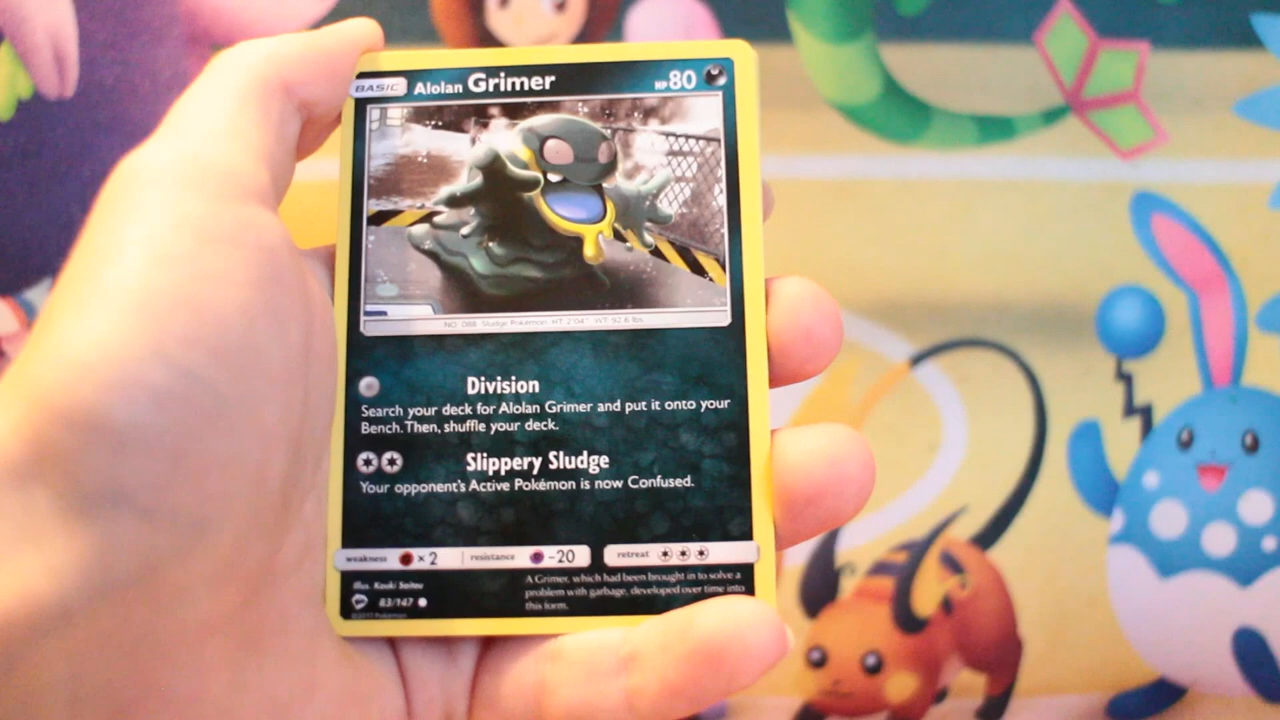 BASIC Alolan Grimer HP 80
NO. 088 Sludge Pokémon HT: 2'04" WT: 92.6 lbs.
Division
Search your deck for Alolan Grimer and put it onto your
Bench. Then, shuffle your deck.
Slippery Sludge
Your opponent's Active Pokémon is now Confused.
weakness × 2 resistance -20 retreat
Illus. Kouki Saitou
83/147
©2017 Pokémon
A Grimer, which had been brought in to solve a
problem with garbage, developed over time into
this form.